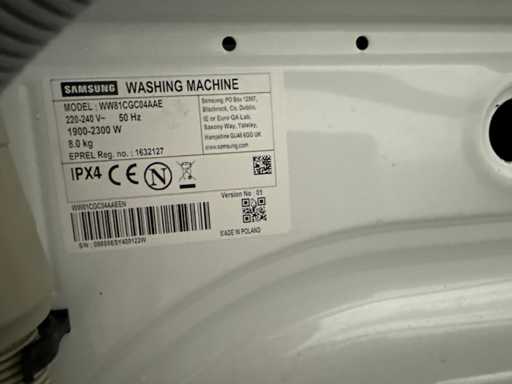 SAMSUNG WASHING MACHINE
MODEL : WW81CGC04AAE
220-240 V~ 50 Hz
1900-2300 W
8.0 kg
EPREL Reg. no. : 1632127
Samsung PO Box 12987,
Blackrock, Co. Dublin,
IE or Euro QA Lab,
Saxony Way, Yateley,
Hampshire GU46 6GG UK
www.samsung.com
IPX4 CE N
Version No : 01
WW81CGC04AAEEN
S/N :
MADE IN POLAND